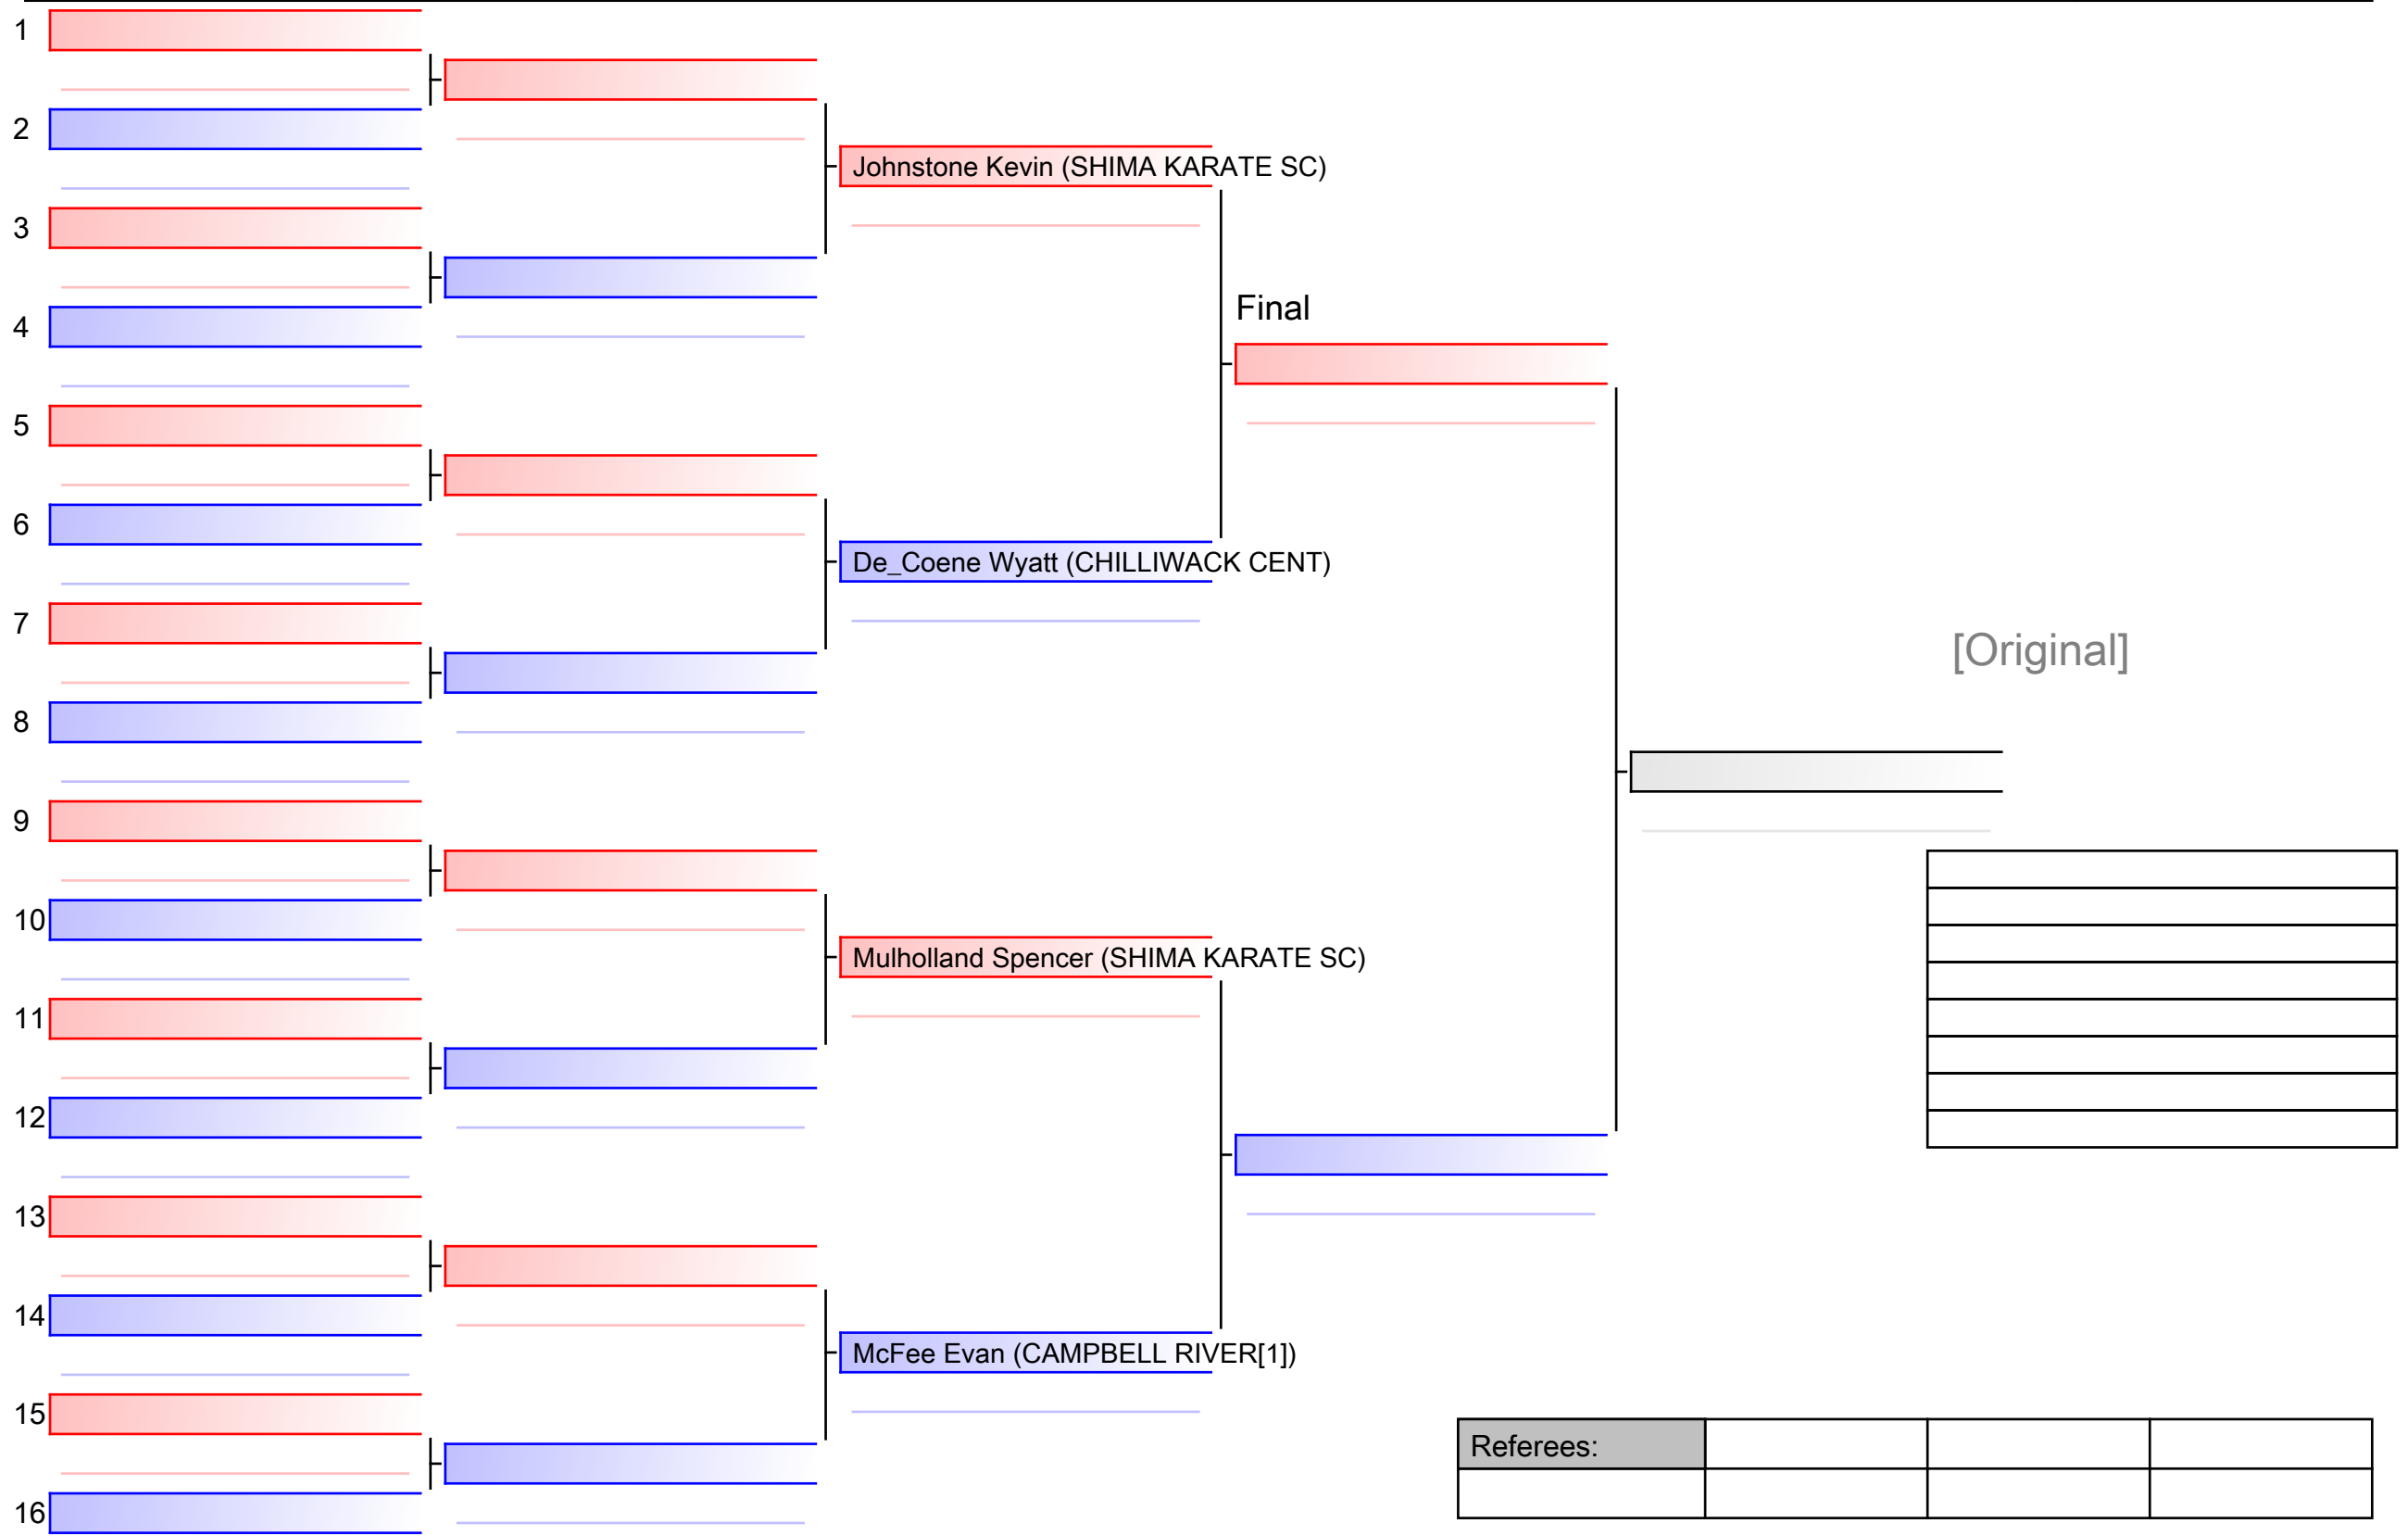 1
2
Johnstone Kevin (SHIMA KARATE SC)
3
Final
4
5
6
De_Coene Wyatt (CHILLIWACK CENT)
7
[Original]
8
9
10
Mulholland Spencer (SHIMA KARATE SC)
11
12
13
14
McFee Evan (CAMPBELL RIVER[1])
15
Referees:
16